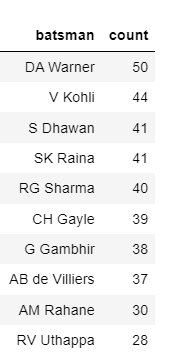 batsman count
DA Warner 50
V Kohli 44
S Dhawan 41
SK Raina 41
RG Sharma 40
CH Gayle 39
G Gambhir 38
AB de Villiers 37
AM Rahane 30
RV Uthappa 28